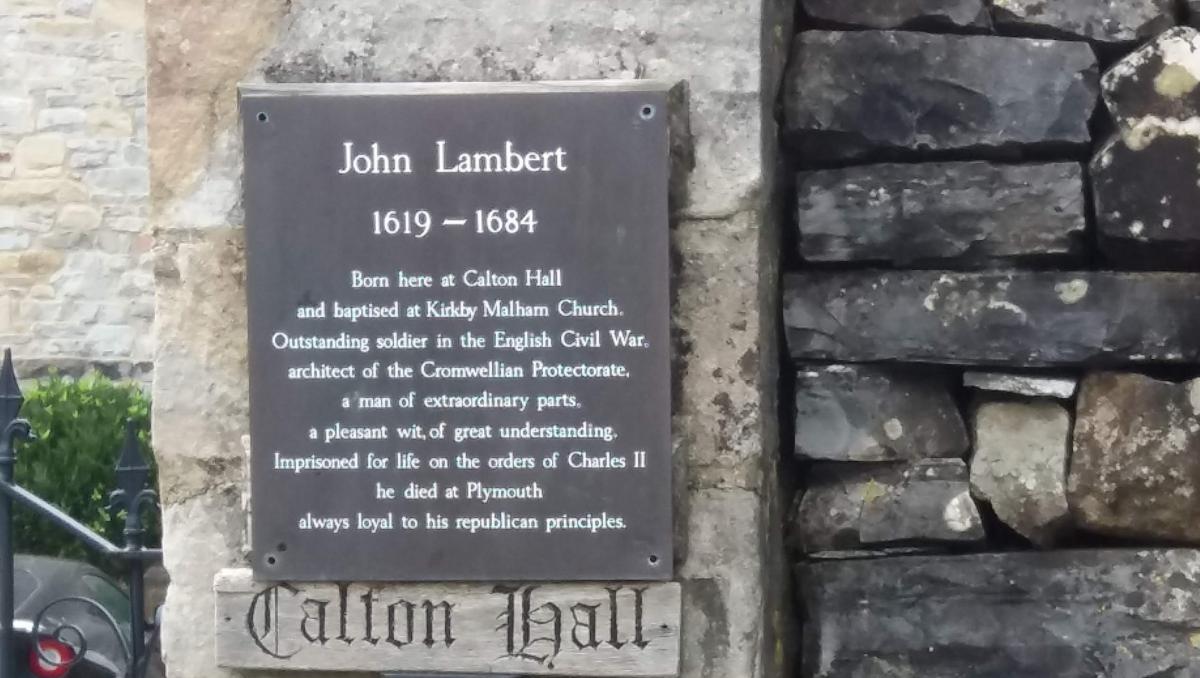 John Lambert
1619 – 1684
Born here at Calton Hall
and baptised at Kirkby Malham Church.
Outstanding soldier in the English Civil War,
architect of the Cromwellian Protectorate,
a man of extraordinary parts,
a pleasant wit, of great understanding.
Imprisoned for life on the orders of Charles II
he died at Plymouth
always loyal to his republican principles.
Calton Hall